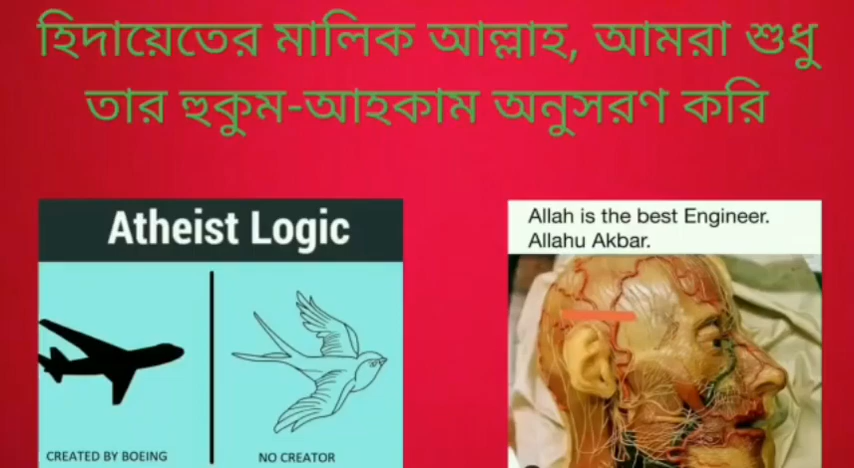 হিদায়েতের মালিক আল্লাহ, আমরা শুধু
তার হুকুম-আহকাম অনুসরণ করি
Atheist Logic
CREATED BY BOEING
NO CREATOR
Allah is the best Engineer.
Allahu Akbar.